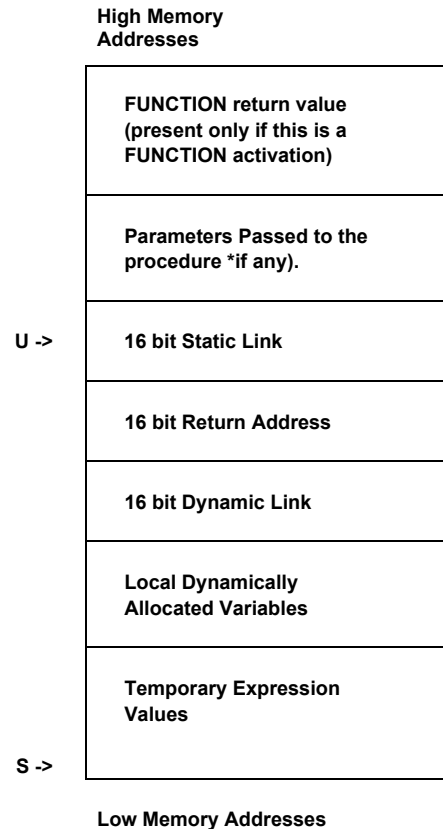 High Memory
Addresses
FUNCTION return value
(present only if this is a
FUNCTION activation)
Parameters Passed to the
procedure *if any).
U -> 16 bit Static Link
16 bit Return Address
16 bit Dynamic Link
Local Dynamically
Allocated Variables
Temporary Expression
Values
S ->
Low Memory Addresses